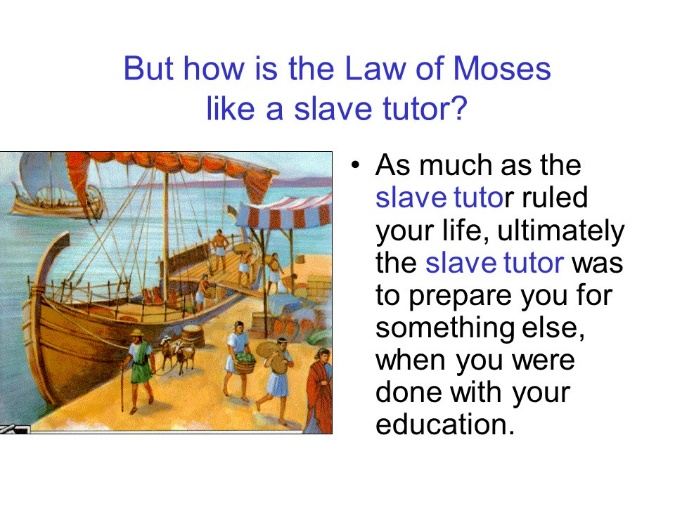 But how is the Law of Moses
like a slave tutor?
• As much as the
slave tutor ruled
your life, ultimately
the slave tutor was
to prepare you for
something else,
when you were
done with your
education.